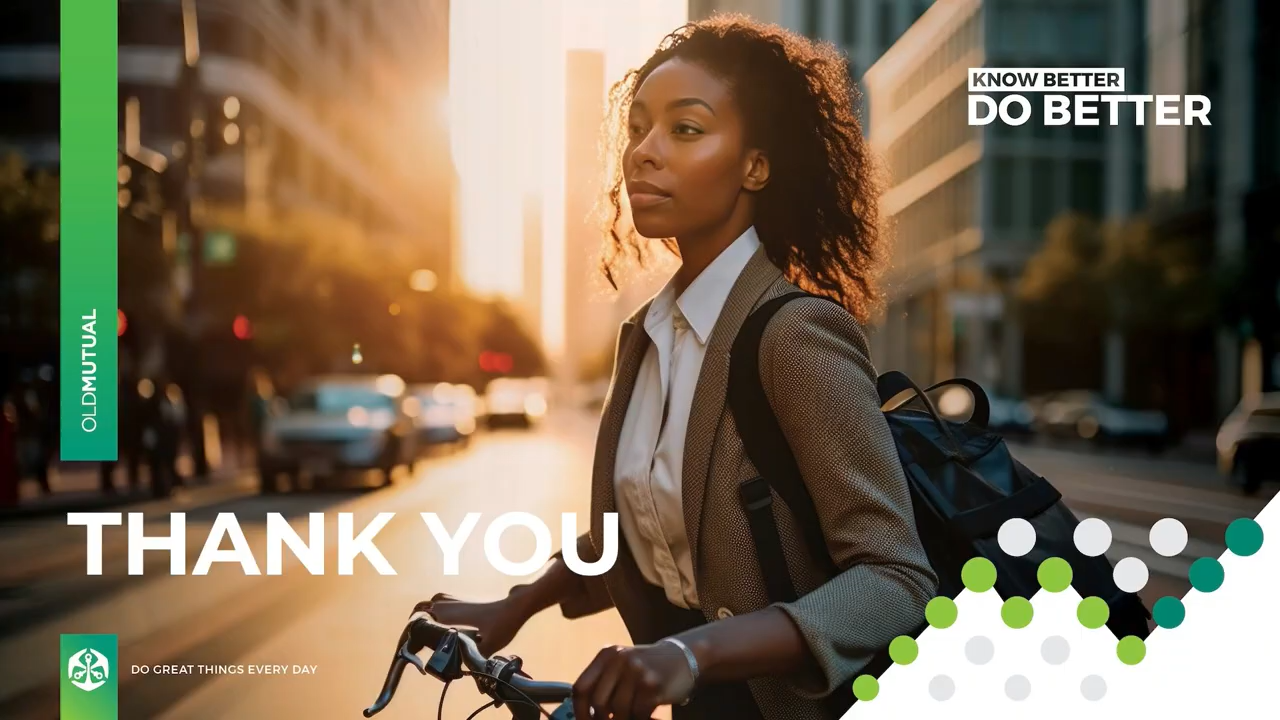 KNOW BETTER
DO BETTER
OLDMUTUAL
THANK YOU
DO GREAT THINGS EVERY DAY